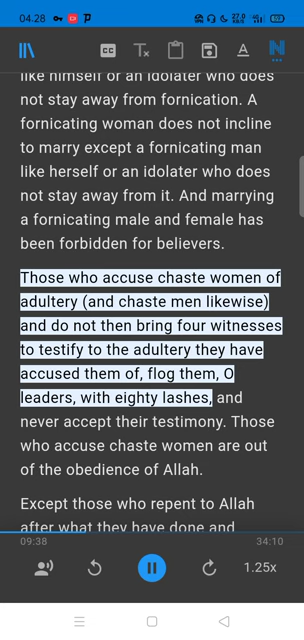 04.28
27.0
KB/S
4G
57
CC
like himself or an idolater who does
not stay away from fornication. A
fornicating woman does not incline
to marry except a fornicating man
like herself or an idolater who does
not stay away from it. And marrying
a fornicating male and female has
been forbidden for believers.
Those who accuse chaste women of
adultery (and chaste men likewise)
and do not then bring four witnesses
to testify to the adultery they have
accused them of, flog them, O
leaders, with eighty lashes, and
never accept their testimony. Those
who accuse chaste women are out
of the obedience of Allah.
Except those who repent to Allah
after what they have done and
09:38
34:10
1.25x